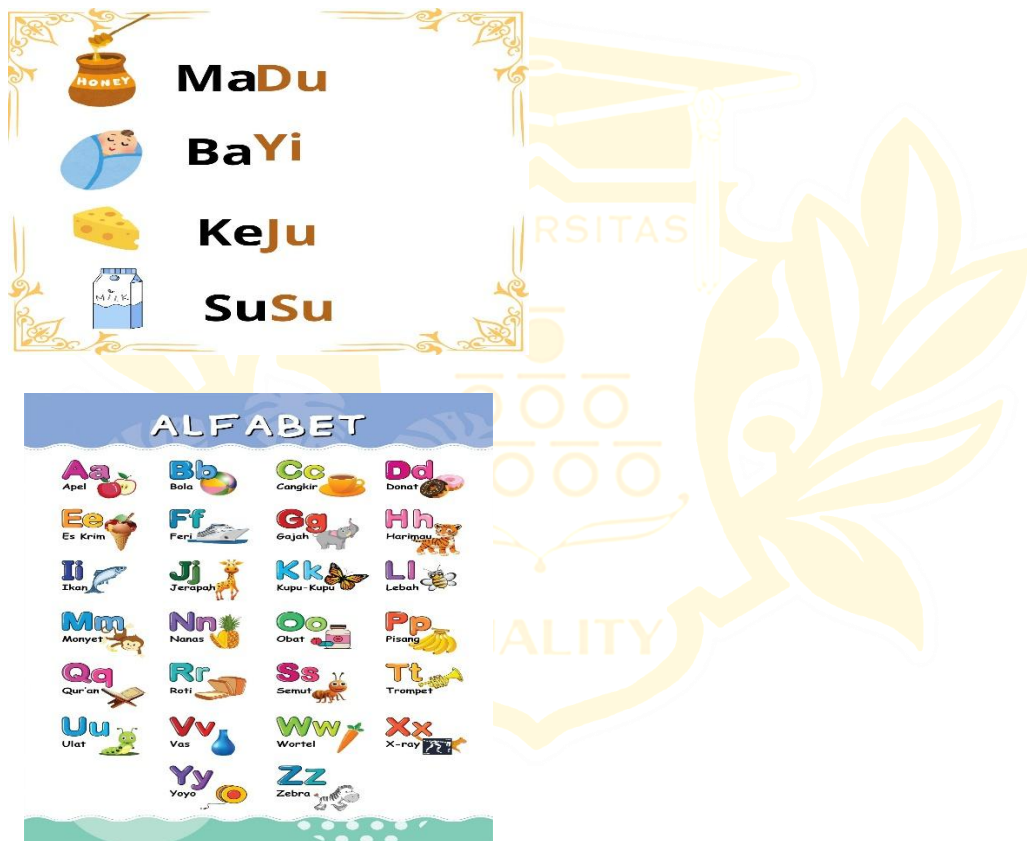 HONEY
MaDu
BaYi
KeJu
MILK
SuSu
RSITAS
ALFABET
Aa Bb Cc Dd
Apel Bola Cangkir Donat
Ee Ff Gg Hh
Es Krim Feri Gajah Harimau
Ii Jj Kk Ll
Ikan Jerapah Kupu-Kupu Lebah
Mm Nn Oo Pp
Monyet Nanas Obat Pisang
Qq Rr Ss Tt
Qur'an Roti Semut Trompet
Uu Vv Ww Xx
Ulat Vas Wortel X-ray
Yy Zz
Yoyo Zebra
ALITY